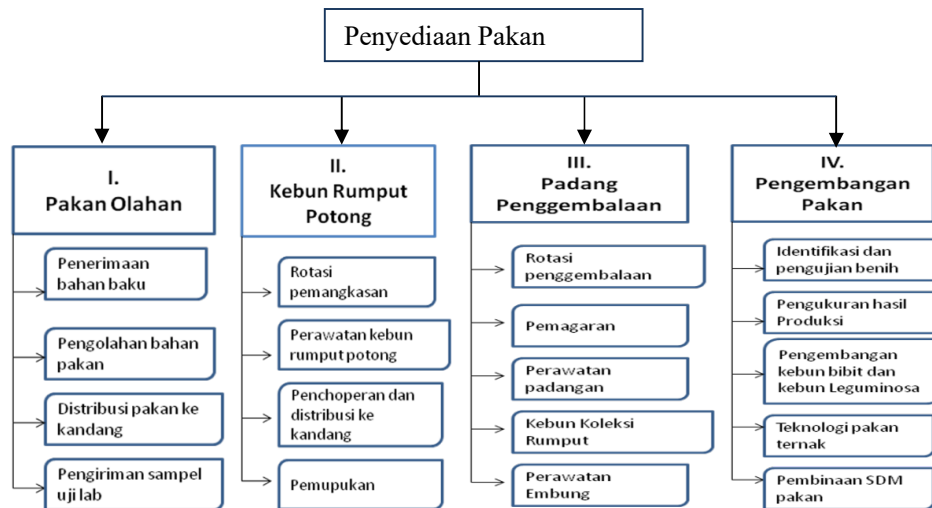 Penyediaan Pakan
I.
Pakan Olahan
Penerimaan
bahan baku
Pengolahan bahan
pakan
Distribusi pakan ke
kandang
Pengiriman sampel
uji lab
II.
Kebun Rumput
Potong
Rotasi
pemangkasan
Perawatan kebun
rumput potong
Penchoperan dan
distribusi ke
kandang
Pemupukan
III.
Padang
Penggembalaan
Rotasi
penggembalaan
Pemagaran
Perawatan
padangan
Kebun Koleksi
Rumput
Perawatan
Embung
IV.
Pengembangan
Pakan
Identifikasi dan
pengujian benih
Pengukuran hasil
Produksi
Pengembangan
kebun bibit dan
kebun Leguminosa
Teknologi pakan
ternak
Pembinaan SDM
pakan